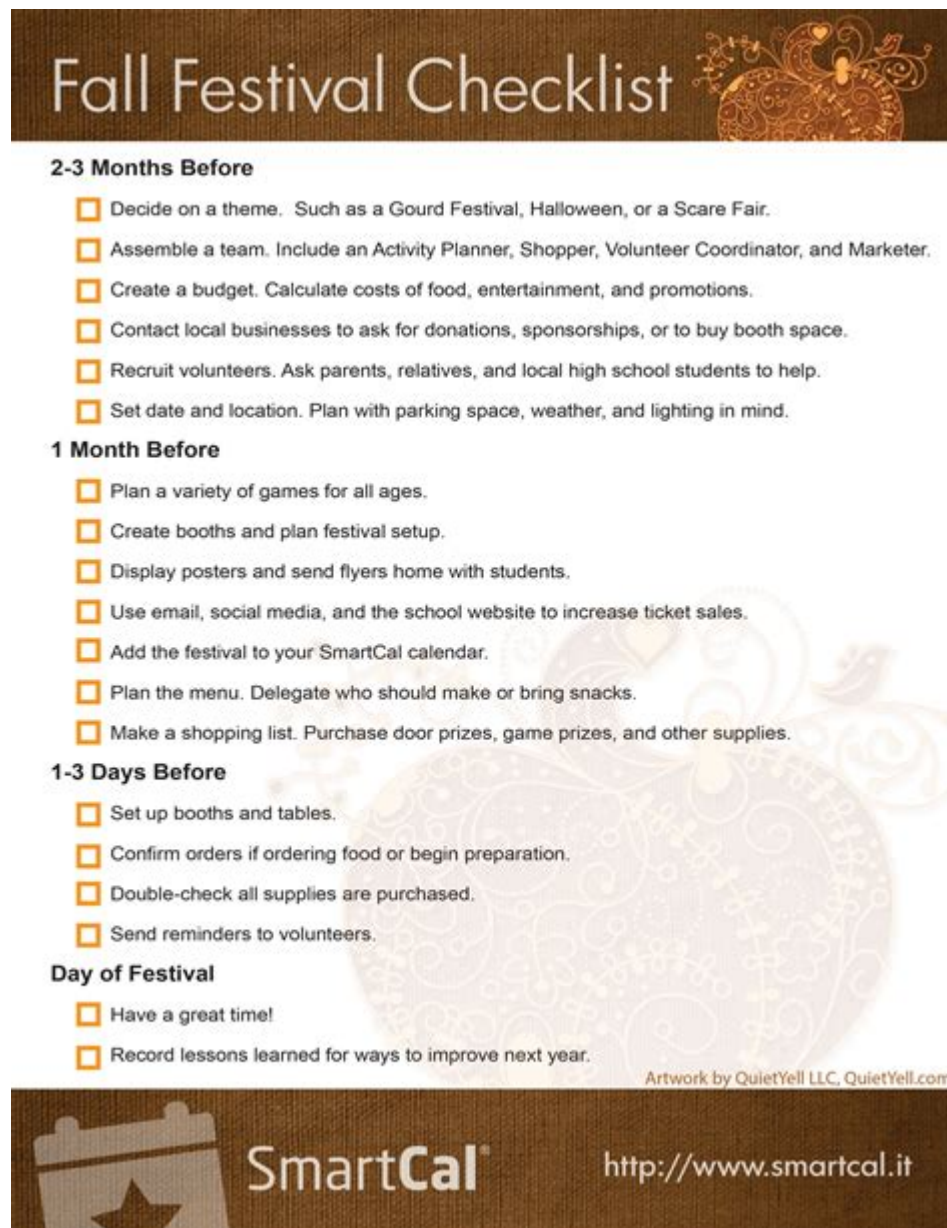 Fall Festival Checklist
2-3 Months Before
Decide on a theme.  Such as a Gourd Festival, Halloween, or a Scare Fair.
Assemble a team. Include an Activity Planner, Shopper, Volunteer Coordinator, and Marketer.
Create a budget. Calculate costs of food, entertainment, and promotions.
Contact local businesses to ask for donations, sponsorships, or to buy booth space.
Recruit volunteers. Ask parents, relatives, and local high school students to help.
Set date and location. Plan with parking space, weather, and lighting in mind.
1 Month Before
Plan a variety of games for all ages.
Create booths and plan festival setup.
Display posters and send flyers home with students.
Use email, social media, and the school website to increase ticket sales.
Add the festival to your SmartCal calendar.
Plan the menu. Delegate who should make or bring snacks.
Make a shopping list. Purchase door prizes, game prizes, and other supplies.
1-3 Days Before
Set up booths and tables.
Confirm orders if ordering food or begin preparation.
Double-check all supplies are purchased.
Send reminders to volunteers.
Day of Festival
Have a great time!
Record lessons learned for ways to improve next year.
Artwork by QuietYell LLC, QuietYell.com
SmartCal®
http://www.smartcal.it